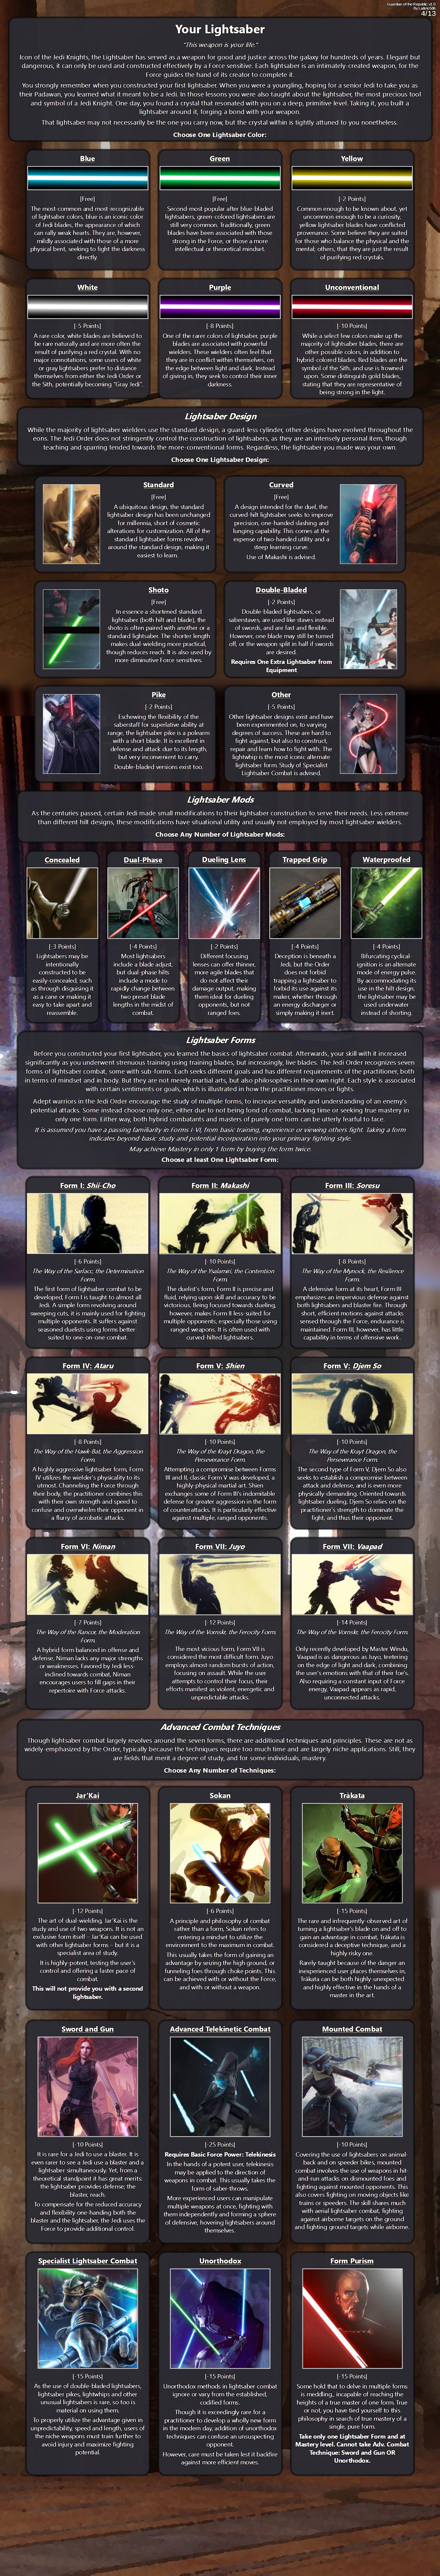 Guardian of the Republic v1.0
By LaBrec506
4/13
Your Lightsaber
"This weapon is your life."
Icon of the Jedi Knights, the Lightsaber has served as a weapon for good and justice across the galaxy for hundreds of years. Elegant but
dangerous, it can only be used and constructed effectively by a Force sensitive. Each lightsaber is an intimately-created weapon, for the
Force guides the hand of its creator to complete it.
You strongly remember when you constructed your first lightsaber. When you were a youngling, hoping for a senior Jedi to take you as
their Padawan, you learned what it meant to be a Jedi. In those lessons you were also taught about the lightsaber, the most precious tool
and symbol of a Jedi Knight. One day, you found a crystal that resonated with you on a deep, primitive level. Taking it, you built a
lightsaber around it, forging a bond with your weapon.
That lightsaber may not necessarily be the one you carry now, but the crystal within is tightly attuned to you nonetheless.
Choose One Lightsaber Color:
Blue
[Free]
The most common and most recognizable
of lightsaber colors, blue is an iconic color
of Jedi blades, the appearance of which
can rally weak hearts. They are, however,
mildly associated with those of a more
physical bent, seeking to fight the darkness
directly.
Green
[Free]
Second most popular after blue-bladed
lightsabers, green-colored lightsabers are
still very common. Traditionally, green
blades have been associated with those
strong in the Force, or those a more
intellectual or theoretical mindset.
Yellow
[-2 Points]
Common enough to be known about, yet
uncommon enough to be a curiosity,
yellow lightsaber blades have conflicted
provenance. Some believe they are suited
for those who balance the physical and the
mental, others, that they are just the result
of purifying red crystals.
White
[-5 Points]
A rare color, white blades are believed to
be rare naturally and are more often the
result of purifying a red crystal. With no
major connotations, some users of white
or gray lightsabers prefer to distance
themselves from either the Jedi Order or
the Sith, potentially becoming "Gray Jedi".
Purple
[-8 Points]
One of the rare colors of lightsaber, purple
blades are associated with powerful
wielders. These wielders often feel that
they are in conflict within themselves, on
the edge between light and dark. Instead
of giving in, they seek to control their inner
darkness.
Unconventional
[-10 Points]
While a select few colors make up the
majority of lightsaber blades, there are
other possible colors, in addition to
hybrid-colored blades. Red blades are the
symbol of the Sith, and use is frowned
upon. Some distinguish gold blades,
stating that they are representative of
being strong in the light.
Lightsaber Design
While the majority of lightsaber wielders use the standard design, a guard-less cylinder, other designs have evolved throughout the
eons. The Jedi Order does not stringently control the construction of lightsabers, as they are an intensely personal item, though
teaching and sparring tended towards the more-conventional forms. Regardless, the lightsaber you made was your own.
Choose One Lightsaber Design:
Standard
[Free]
A ubiquitous design, the standard
lightsaber design has been unchanged
for millennia, short of cosmetic
alterations for customization. All of the
standard lightsaber forms revolve
around the standard design, making it
easiest to learn.
Curved
[Free]
A design intended for the duel, the
curved-hilt lightsaber seeks to improve
precision, one-handed slashing and
lunging capability. This comes at the
expense of two-handed utility and a
steep learning curve.
Use of Makashi is advised.
Shoto
[Free]
In essence a shortened standard
lightsaber (both hilt and blade), the
shoto is often paired with another or a
standard lightsaber. The shorter length
makes dual-wielding more practical,
though reduces reach. It is also used by
more diminutive Force sensitives.
Double-Bladed
[-2 Points]
Double-bladed lightsabers, or
saberstaves, are used like staves instead
of swords, and are fast and flexible.
However, one blade may still be turned
off, or the weapon split in half if swords
are desired.
Requires One Extra Lightsaber from
Equipment
Pike
[-2 Points]
Eschewing the flexibility of the
saberstaff for superlative ability at
range, the lightsaber pike is a polearm
with a short blade. It is excellent in
defense and attack due to its length,
but very inconvenient to carry.
Double-bladed versions exist too.
Other
[-5 Points]
Other lightsaber designs exist and have
been experimented on, to varying
degrees of success. These are hard to
fight against, but also to construct,
repair and learn how to fight with. The
lightwhip is the most iconic alternate
lightsaber form. Study of Specialist
Lightsaber Combat is advised.
Lightsaber Mods
As the centuries passed, certain Jedi made small modifications to their lightsaber construction to serve their needs. Less extreme
than different hilt designs, these modifications have situational utility and usually not employed by most lightsaber wielders.
Choose Any Number of Lightsaber Mods:
Concealed
[-3 Points]
Lightsabers may be
intentionally
constructed to be
easily-concealed, such
as through disguising it
as a cane or making it
easy to take apart and
reassemble.
Dual-Phase
[-4 Points]
Most lightsabers
include a blade adjust,
but dual-phase hilts
include a mode to
rapidly change between
two preset blade
lengths in the midst of
combat.
Dueling Lens
[-2 Points]
Different focusing
lenses can offer thinner,
more agile blades that
do not affect their
damage output, making
them ideal for dueling
opponents, but not
ranged foes.
Trapped Grip
[-4 Points]
Deception is beneath a
Jedi, but the Order
does not forbid
trapping a lightsaber to
forbid its use against its
maker, whether through
an energy discharger or
simply making it inert.
Waterproofed
[-4 Points]
Bifurcating cyclical-
ignition is an alternate
mode of energy pulse.
By accommodating its
use in the hilt design,
the lightsaber may be
used underwater
instead of shorting.
Lightsaber Forms
Before you constructed your first lightsaber, you learned the basics of lightsaber combat. Afterwards, your skill with it increased
significantly as you underwent strenuous training using training blades, but increasingly, live blades. The Jedi Order recognizes seven
forms of lightsaber combat, some with sub-forms. Each satisfies different goals and has different requirements of the practitioner, both
in terms of mindset and in body. But they are not merely martial arts, but also philosophies in their own right. Each style is associated
with certain sentiments or goals, which is illustrated in how the practitioner moves or fights.
Adept warriors in the Jedi Order encourage the study of multiple forms, to increase versatility and understanding of an enemy's
potential. Some instead choose only one, either due to not being fond of combat, lacking time or seeking true mastery in
only one form. Either way, both hybrid combatants and masters of purely one form can be utterly dreadful to fight.
It is assumed you have a passing familiarity in forms I-VI, from basic training, experience or viewing others fight. Taking a form
indicates beyond-basic study and potential incorporation into your primary fighting style.
May achieve Mastery in only 1 form by buying the form twice.
Choose at least One Lightsaber Form:
Form I: Shii-Cho
[-6 Points]
The Way of the Sarlacc, the Determination
Form.
The first form of lightsaber combat to be
developed, Form I is taught to almost all
Jedi. A simple form revolving around
sweeping cuts, it is mainly used for fighting
multiple opponents. It suffers against
seasoned duelists using forms better
suited to one-on-one combat.
Form II: Makashi
[-10 Points]
The Way of the Ysalamiri, the Contention
Form.
The duelist's form, Form II is precise and
fluid, relying upon skill and accuracy to be
victorious. Being focused towards dueling,
however, makes Form II less-suited for
multiple opponents, especially those using
ranged weapons. It is often used with
curved-hilted lightsabers.
Form III: Soresu
[-8 Points]
The Way of the Mynock, the Resilience
Form.
A defensive form at its heart, Form III
emphasizes an impervious defense against
both lightsabers and blaster fire. Through
short, efficient motions against attacks
sensed through the Force, endurance is
maintained. Form III, however, has little
capability in terms of offensive work.
Form IV: Ataru
[-8 Points]
The Way of the Hawk-Bat, the Aggression
Form.
A highly aggressive lightsaber form, Form
IV utilizes the wielder's physicality to its
utmost. Channeling the Force through
their body, the practitioner combines this
with their own strength and speed to
confuse and overwhelm their opponent in
a flurry of acrobatic attacks.
Form V: Shien
[-10 Points]
The Way of the Krayt Dragon, the
Perseverance Form.
Attempting a compromise between Forms
III and II, classic Form V was developed, a
highly-physical martial art. Shien
exchanges some of Form III's indomitable
defense for greater aggression in the form
of counterattacks. It is particularly effective
against multiple, ranged opponents.
Form V: Djem So
[-10 Points]
The Way of the Krayt Dragon, the
Perseverance Form.
The second type of Form V, Djem So also
seeks to establish a compromise between
attack and defense, and is even more
physically demanding. Oriented towards
lightsaber dueling, Djem So relies on the
practitioner's strength to dominate the
fight, and thus their opponent.
Form VI: Niman
[-7 Points]
The Way of the Rancor, the Moderation
Form.
A hybrid form balanced in offense and
defense, Niman lacks any major strengths
or weaknesses. Favored by Jedi less-
inclined towards combat, Niman
encourages users to fill gaps in their
repertoire with Force attacks.
Form VII: Juyo
[-12 Points]
The Way of the Vornskr, the Ferocity Form.
The most vicious form, Form VII is
considered the most difficult form. Juyo
employs almost-random bursts of action,
focusing on assault. While the user
attempts to control their focus, their
efforts manifest as violent, energetic and
unpredictable attacks.
Form VII: Vaapad
[-14 Points]
The Way of the Vornskr, the Ferocity Form.
Only recently developed by Master Windu,
Vaapad is as dangerous as Juyo, teetering
on the edge of light and dark, combining
the user's emotions with that of their foe's.
Also requiring a constant input of Force
energy, Vaapad appears as rapid,
unconnected attacks.
Advanced Combat Techniques
Though lightsaber combat largely revolves around the seven forms, there are additional techniques and principles. These are not as
widely-emphasized by the Order, typically because the techniques require too much time and are largely niche applications. Still, they
are fields that merit a degree of study, and for some individuals, mastery.
Choose Any Number of Techniques:
Jar'Kai
[-12 Points]
The art of dual wielding, Jar'Kai is the
study and use of two weapons. It is not an
exclusive form itself – Jar'Kai can be used
with other lightsaber forms – but it is a
specialist area of study.
It is highly-potent, testing the user's
control and offering a faster pace of
combat.
This will not provide you with a second
lightsaber.
Sokan
[-6 Points]
A principle and philosophy of combat
rather than a form, Sokan refers to
entering a mindset to utilize the
environment to the maximum in combat.
This usually takes the form of gaining an
advantage by seizing the high ground, or
funneling foes through choke points. This
can be achieved with or without the Force,
and with or without a weapon.
Tràkata
[-15 Points]
The rare and infrequently-observed art of
turning a lightsaber's blade on and off to
gain an advantage in combat, Tràkata is
considered a deceptive technique, and a
highly risky one.
Rarely taught because of the danger an
inexperienced user places themselves in,
Tràkata can be both highly unexpected
and highly effective in the hands of a
master in the art.
Sword and Gun
[-10 Points]
It is rare for a Jedi to use a blaster. It is
even rarer to see a Jedi use a blaster and a
lightsaber simultaneously. Yet, from a
theoretical standpoint it has great merits:
the lightsaber provides defense; the
blaster, reach.
To compensate for the reduced accuracy
and flexibility one-handing both the
blaster and the lightsaber, the Jedi uses the
Force to provide additional control.
Advanced Telekinetic Combat
[-25 Points]
Requires Basic Force Power: Telekinesis
In the hands of a potent user, telekinesis
may be applied to the direction of
weapons in combat. This usually takes the
form of saber-throws.
More experienced users can manipulate
multiple weapons at once, fighting with
them independently and forming a sphere
of defensive, hovering lightsabers around
themselves.
Mounted Combat
[-10 Points]
Covering the use of lightsabers on animal-
back and on speeder bikes, mounted
combat involves the use of weapons in hit-
and-run attacks on dismounted foes and
fighting against mounted opponents. This
also covers fighting on moving objects like
trains or speeders. The skill shares much
with aerial lightsaber combat, fighting
against airborne targets on the ground
and fighting ground targets while airborne.
Specialist Lightsaber Combat
[-15 Points]
As the use of double-bladed lightsabers,
lightsaber pikes, lightwhips and other
unusual lightsabers is rare, so too is
material on using them.
To properly utilize the advantage given in
unpredictability, speed and length, users of
the niche weapons must train further to
avoid injury and maximize fighting
potential.
Unorthodox
[-15 Points]
Unorthodox methods in lightsaber combat
ignore or vary from the established,
codified forms.
Though it is exceedingly rare for a
practitioner to develop a wholly new form
in the modern day, addition of unorthodox
techniques can confuse an unsuspecting
opponent.
However, care must be taken lest it backfire
against more efficient moves.
Form Purism
[-15 Points]
Some hold that to delve in multiple forms
is meddling, incapable of reaching the
heights of a true master of one form. True
or not, you have tied yourself to this
philosophy in search of true mastery of a
single, pure form.
Take only one Lightsaber Form and at
Mastery level. Cannot take Adv. Combat
Technique: Sword and Gun OR
Unorthodox.